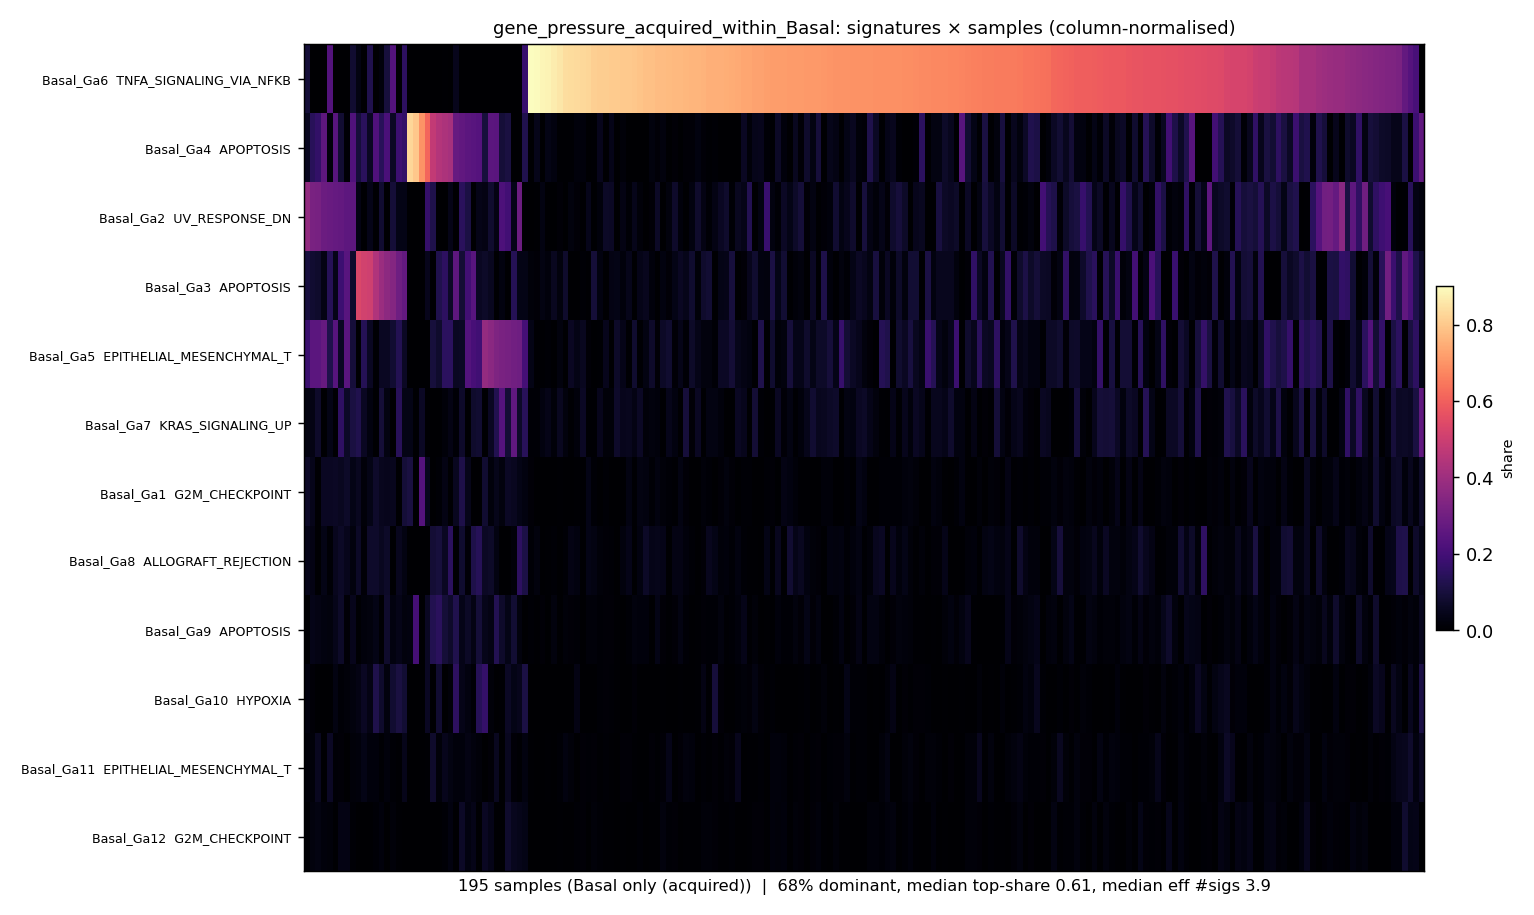 gene_pressure_acquired_within_Basal: signatures × samples (column-normalised)
Basal_Ga6 TNFA_SIGNALING_VIA_NFKB
Basal_Ga4 APOPTOSIS
Basal_Ga2 UV_RESPONSE_DN
Basal_Ga3 APOPTOSIS
Basal_Ga5 EPITHELIAL_MESENCHYMAL_T
Basal_Ga7 KRAS_SIGNALING_UP
Basal_Ga1 G2M_CHECKPOINT
Basal_Ga8 ALLOGRAFT_REJECTION
Basal_Ga9 APOPTOSIS
Basal_Ga10 HYPOXIA
Basal_Ga11 EPITHELIAL_MESENCHYMAL_T
Basal_Ga12 G2M_CHECKPOINT
0.8
0.6
0.4
0.2
0.0
share
195 samples (Basal only (acquired)) | 68% dominant, median top-share 0.61, median eff #sigs 3.9